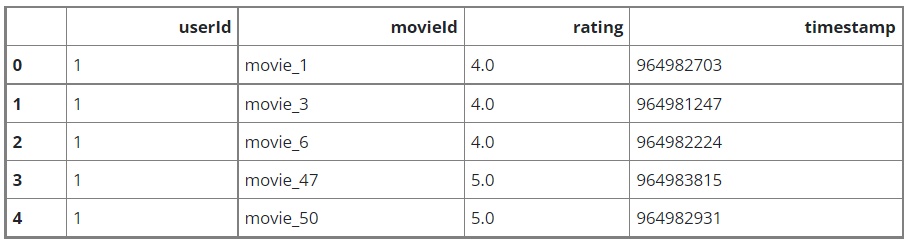 userId movieId rating timestamp
0 1 movie_1 4.0 964982703
1 1 movie_3 4.0 964981247
2 1 movie_6 4.0 964982224
3 1 movie_47 5.0 964983815
4 1 movie_50 5.0 964982931